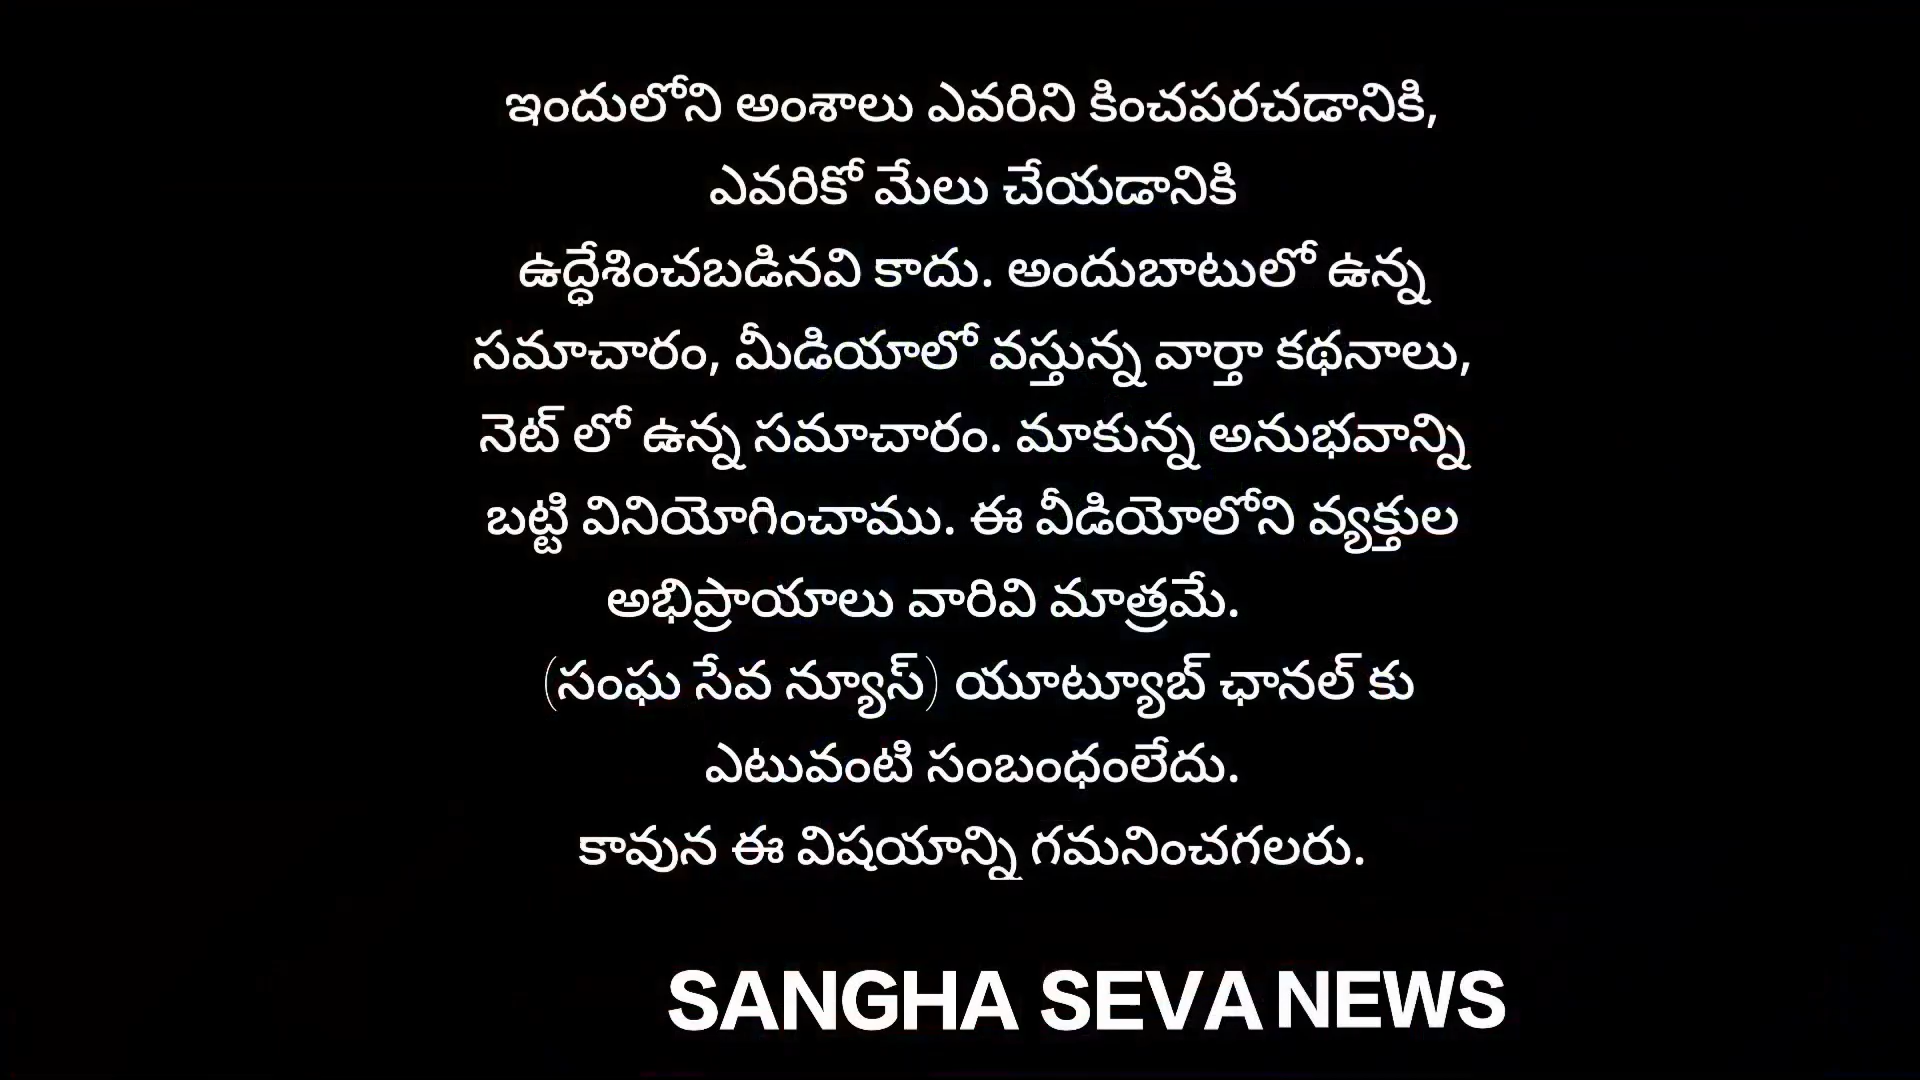 ఇందులోని అంశాలు ఎవరిని కించపరచడానికి,
ఎవరికో మేలు చేయడానికి
ఉద్ధేశించబడినవి కాదు. అందుబాటులో ఉన్న
సమాచారం, మీడియాలో వస్తున్న వార్తా కథనాలు,
నెట్ లో ఉన్న సమాచారం. మాకున్న అనుభవాన్ని
బట్టి వినియోగించాము. ఈ వీడియోలోని వ్యక్తుల
అభిప్రాయాలు వారివి మాత్రమే.
(సంఘ సేవ న్యూస్) యూట్యూబ్ ఛానల్ కు
ఎటువంటి సంబంధంలేదు.
కావున ఈ విషయాన్ని గమనించగలరు.
SANGHA SEVA NEWS